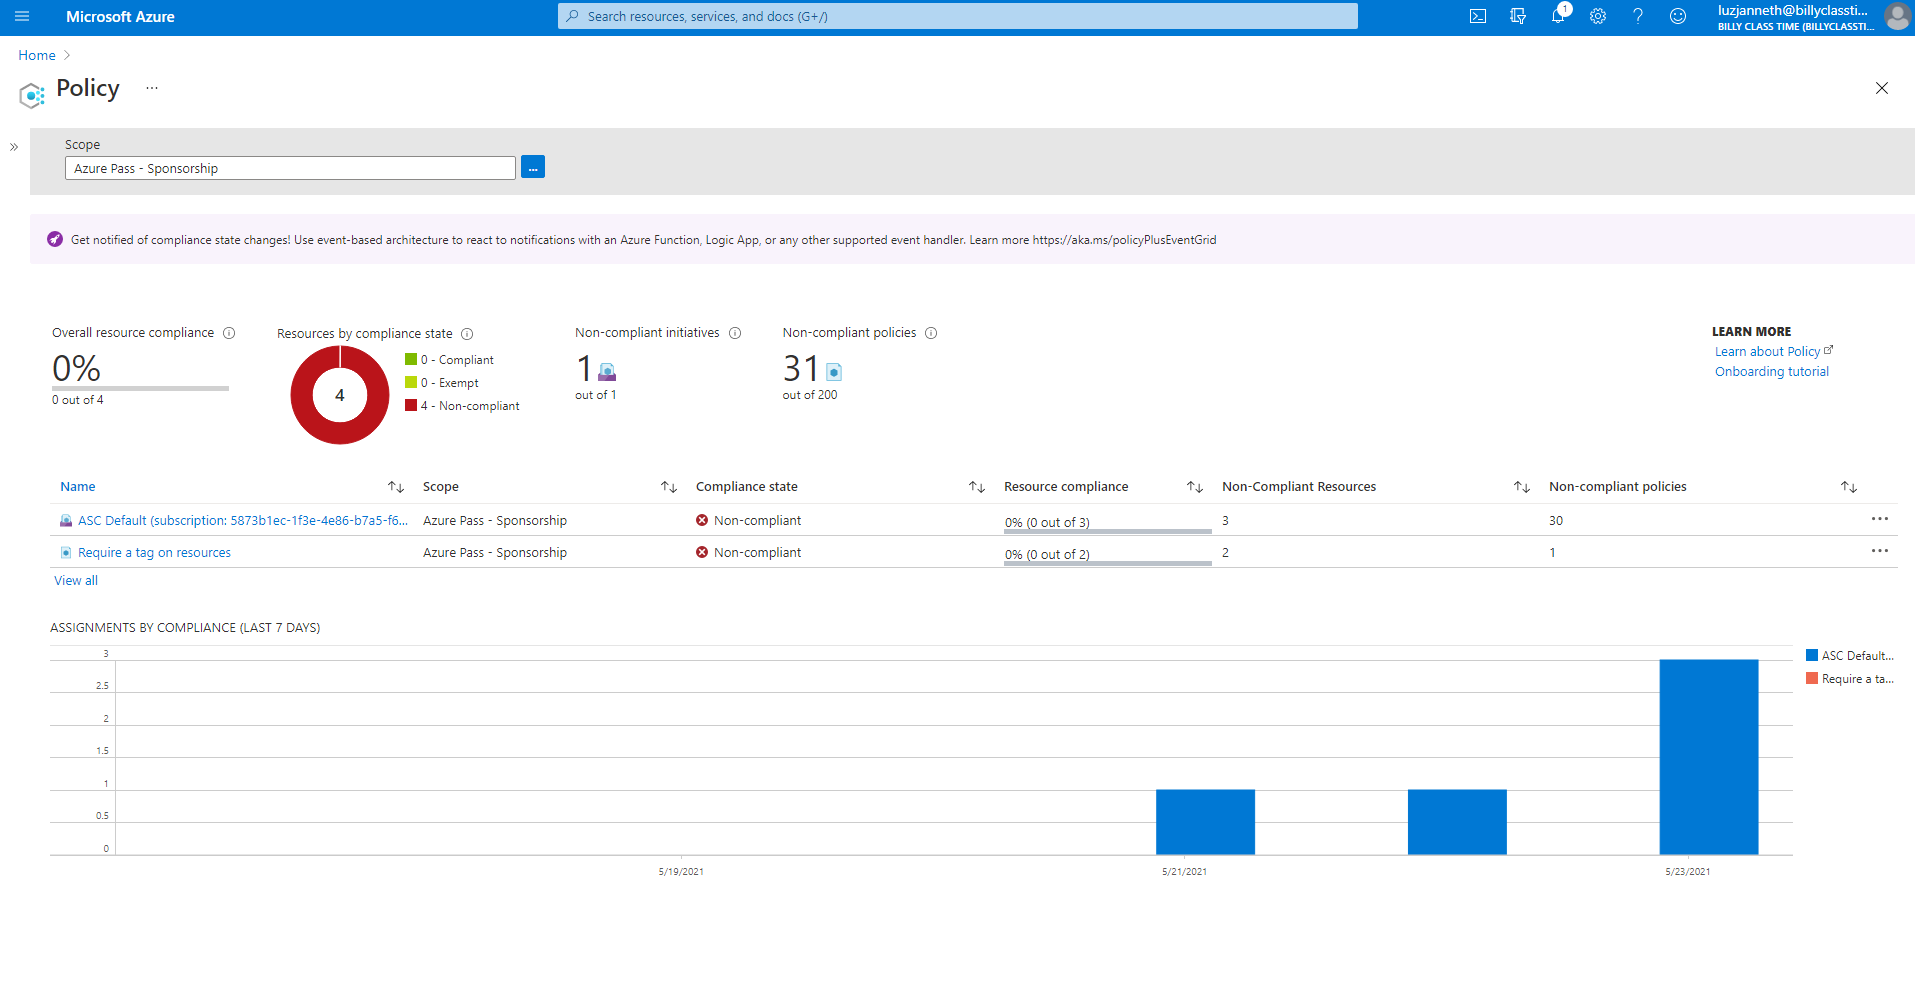 Microsoft Azure
Search resources, services, and docs (G+/)
1
luzjanneth@billyclassti...
BILLY CLASS TIME (BILLYCLASSTI...
Home
Policy
...
Scope
Azure Pass - Sponsorship
...
Get notified of compliance state changes! Use event-based architecture to react to notifications with an Azure Function, Logic App, or any other supported event handler. Learn more https://aka.ms/policyPlusEventGrid
Overall resource compliance
0%
0 out of 4
Resources by compliance state
4
0 - Compliant
0 - Exempt
4 - Non-compliant
Non-compliant initiatives
1
out of 1
Non-compliant policies
31
out of 200
LEARN MORE
Learn about Policy
Onboarding tutorial
Name Scope Compliance state Resource compliance Non-Compliant Resources Non-compliant policies
ASC Default (subscription: 5873b1ec-1f3e-4e86-b7a5-f6... Azure Pass - Sponsorship Non-compliant 0% (0 out of 3) 3 30 ...
Require a tag on resources Azure Pass - Sponsorship Non-compliant 0% (0 out of 2) 2 1 ...
View all
ASSIGNMENTS BY COMPLIANCE (LAST 7 DAYS)
3
2.5
2
1.5
1
0.5
0
5/19/2021 5/21/2021 5/23/2021
ASC Default...
Require a ta...